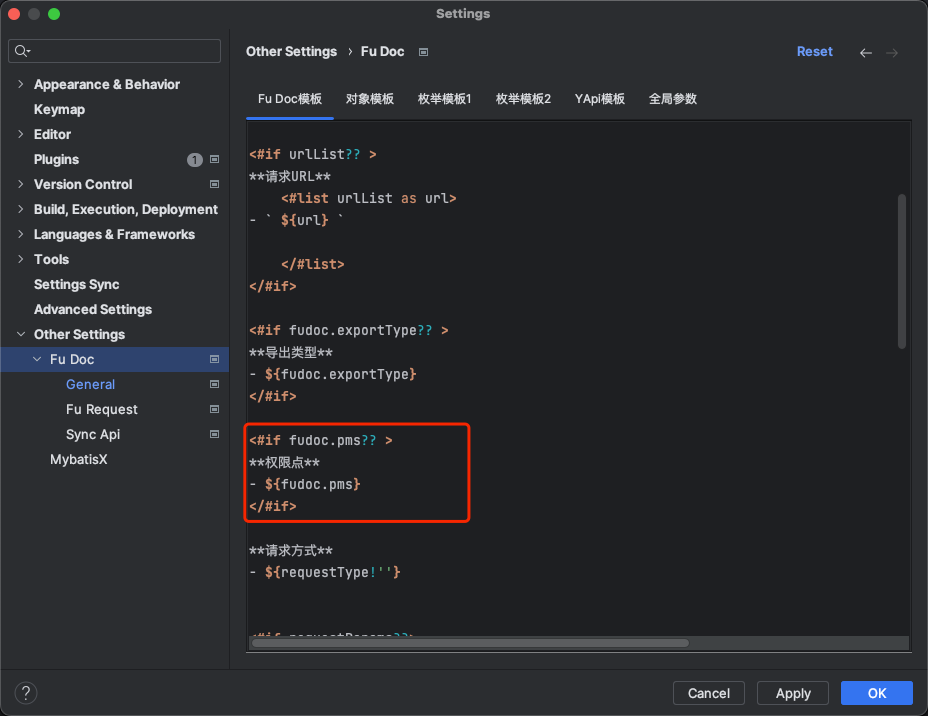 Settings
Appearance & Behavior
Keymap
Editor
Plugins 1
Version Control
Build, Execution, Deployment
Languages & Frameworks
Tools
Settings Sync
Advanced Settings
Other Settings
Fu Doc
General
Fu Request
Sync Api
MybatisX
Other Settings › Fu Doc
Reset
Fu Doc模板 对象模板 枚举模板1 枚举模板2 YApi模板 全局参数
<#if urlList?? >
**请求URL**
<#list urlList as url>
- ` ${url} `
</#list>
</#if>
<#if fudoc.exportType?? >
**导出类型**
- ${fudoc.exportType}
</#if>
<#if fudoc.pms?? >
**权限点**
- ${fudoc.pms}
</#if>
**请求方式**
- ${requestType!''}
<#if requestParams??>
?
Cancel Apply OK